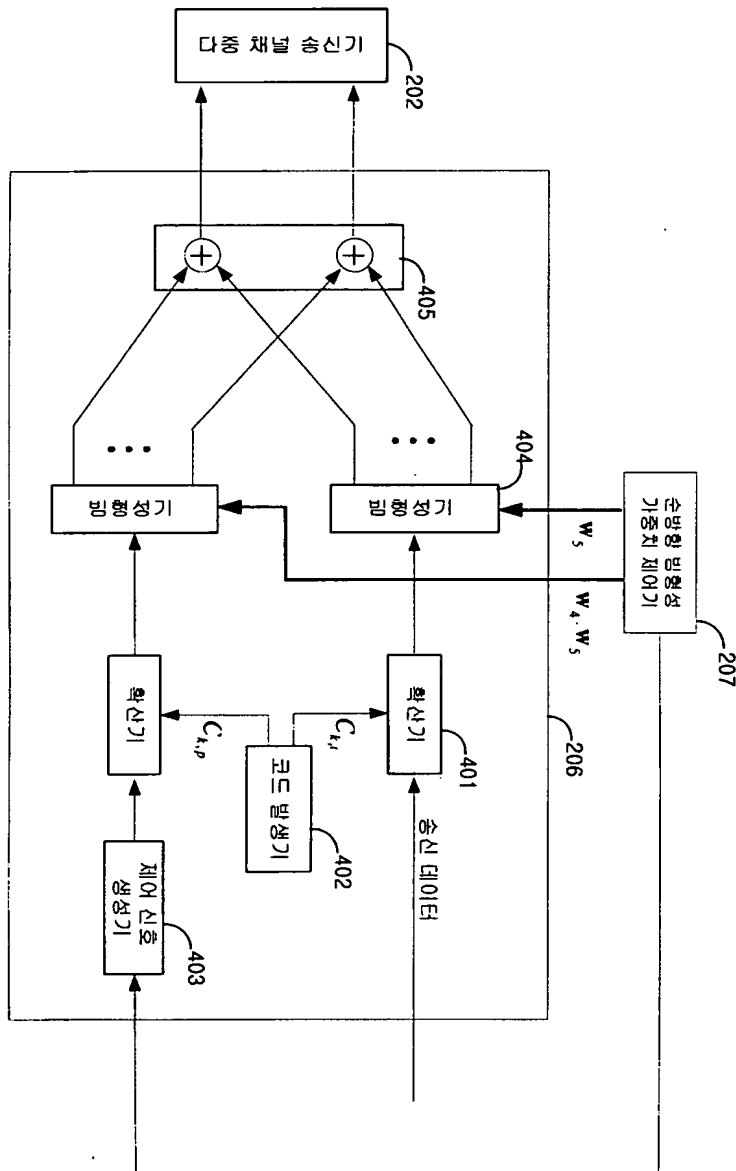 다중 채널 송신기
202
405
404
빔형성기
빔형성기
순방향 빔형성
가중치 제어기
207
w₅
w₄, w₅
206
확산기
401
확산기
C_{k,p}
C_{k,i}
코드 발생기
402
송신 데이터
제어 신호
생성기
403